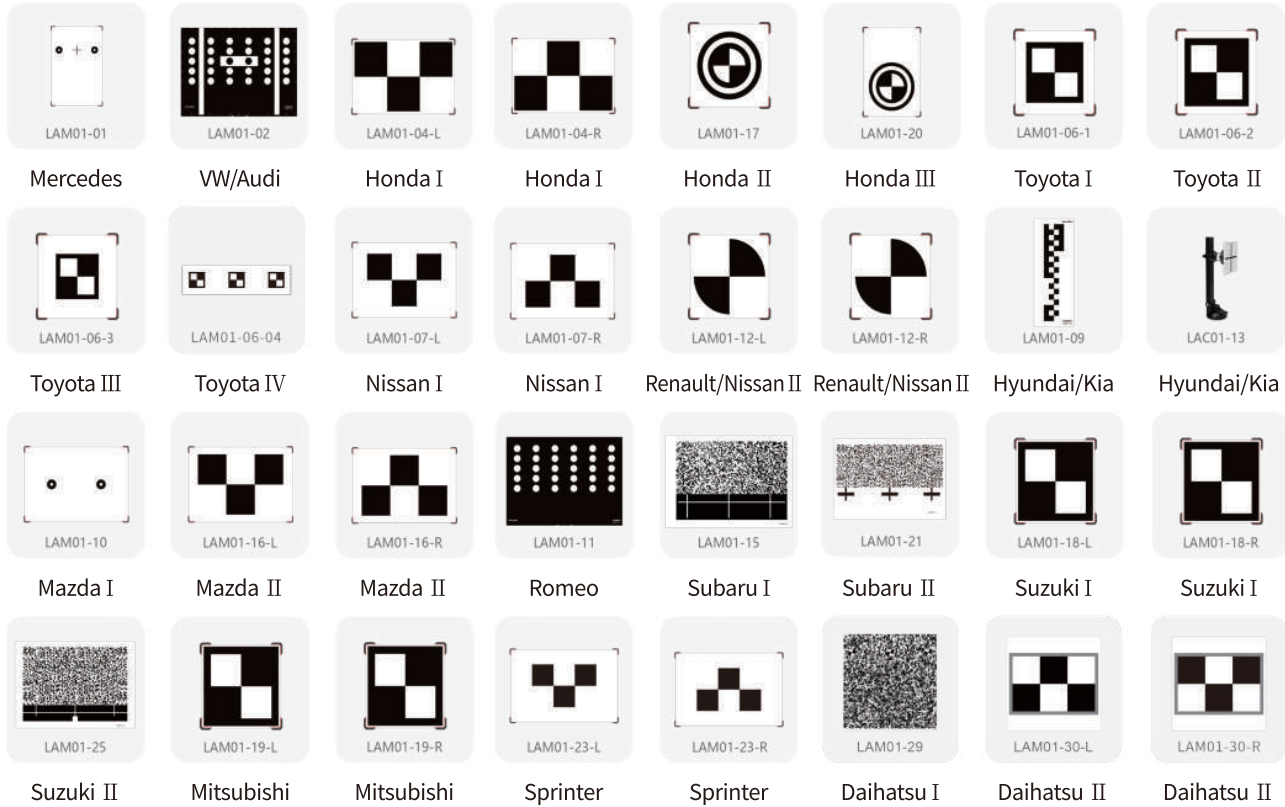 LAM01-01 LAM01-02 LAM01-04-L LAM01-04-R LAM01-17 LAM01-20 LAM01-06-1 LAM01-06-2
Mercedes VW/Audi Honda Ⅰ Honda Ⅰ Honda Ⅱ Honda Ⅲ Toyota Ⅰ Toyota Ⅱ
LAM01-06-3 LAM01-06-04 LAM01-07-L LAM01-07-R LAM01-12-L LAM01-12-R LAM01-09 LAC01-13
Toyota Ⅲ Toyota Ⅳ Nissan Ⅰ Nissan Ⅰ Renault/Nissan Ⅱ Renault/Nissan Ⅱ Hyundai/Kia Hyundai/Kia
LAM01-10 LAM01-16-L LAM01-16-R LAM01-11 LAM01-15 LAM01-21 LAM01-18-L LAM01-18-R
Mazda Ⅰ Mazda Ⅱ Mazda Ⅱ Romeo Subaru Ⅰ Subaru Ⅱ Suzuki Ⅰ Suzuki Ⅰ
LAM01-25 LAM01-19-L LAM01-19-R LAM01-23-L LAM01-23-R LAM01-29 LAM01-30-L LAM01-30-R
Suzuki Ⅱ Mitsubishi Mitsubishi Sprinter Sprinter Daihatsu Ⅰ Daihatsu Ⅱ Daihatsu Ⅱ